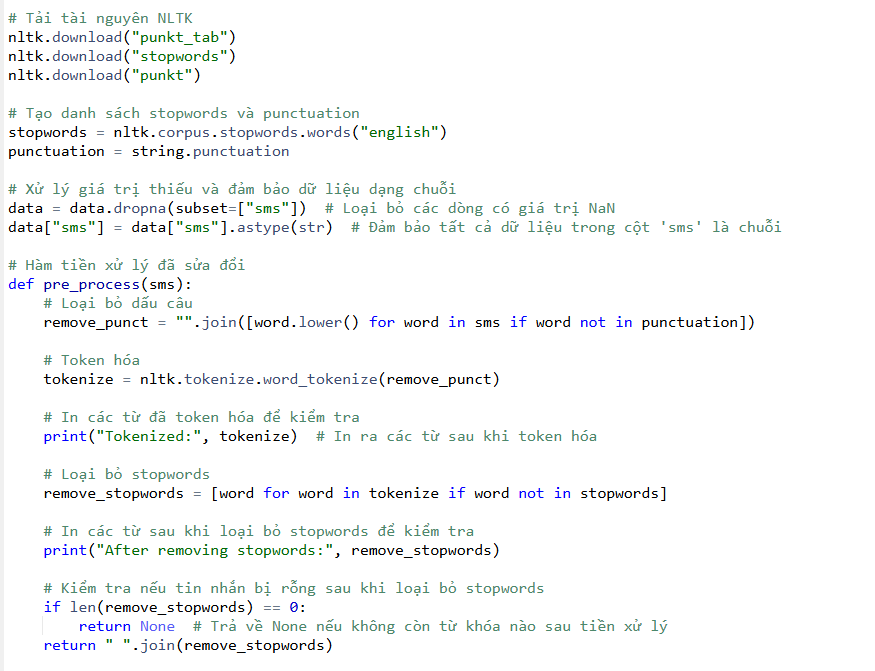 # Tải tài nguyên NLTK
nltk.download("punkt_tab")
nltk.download("stopwords")
nltk.download("punkt")

# Tạo danh sách stopwords và punctuation
stopwords = nltk.corpus.stopwords.words("english")
punctuation = string.punctuation

# Xử lý giá trị thiếu và đảm bảo dữ liệu dạng chuỗi
data = data.dropna(subset=["sms"])  # Loại bỏ các dòng có giá trị NaN
data["sms"] = data["sms"].astype(str)  # Đảm bảo tất cả dữ liệu trong cột 'sms' là chuỗi

# Hàm tiền xử lý đã sửa đổi
def pre_process(sms):
    # Loại bỏ dấu câu
    remove_punct = "".join([word.lower() for word in sms if word not in punctuation])

    # Token hóa
    tokenize = nltk.tokenize.word_tokenize(remove_punct)

    # In các từ đã token hóa để kiểm tra
    print("Tokenized:", tokenize)  # In ra các từ sau khi token hóa

    # Loại bỏ stopwords
    remove_stopwords = [word for word in tokenize if word not in stopwords]

    # In các từ sau khi loại bỏ stopwords để kiểm tra
    print("After removing stopwords:", remove_stopwords)

    # Kiểm tra nếu tin nhắn bị rỗng sau khi loại bỏ stopwords
    if len(remove_stopwords) == 0:
        return None  # Trả về None nếu không còn từ khóa nào sau tiền xử lý
    return " ".join(remove_stopwords)